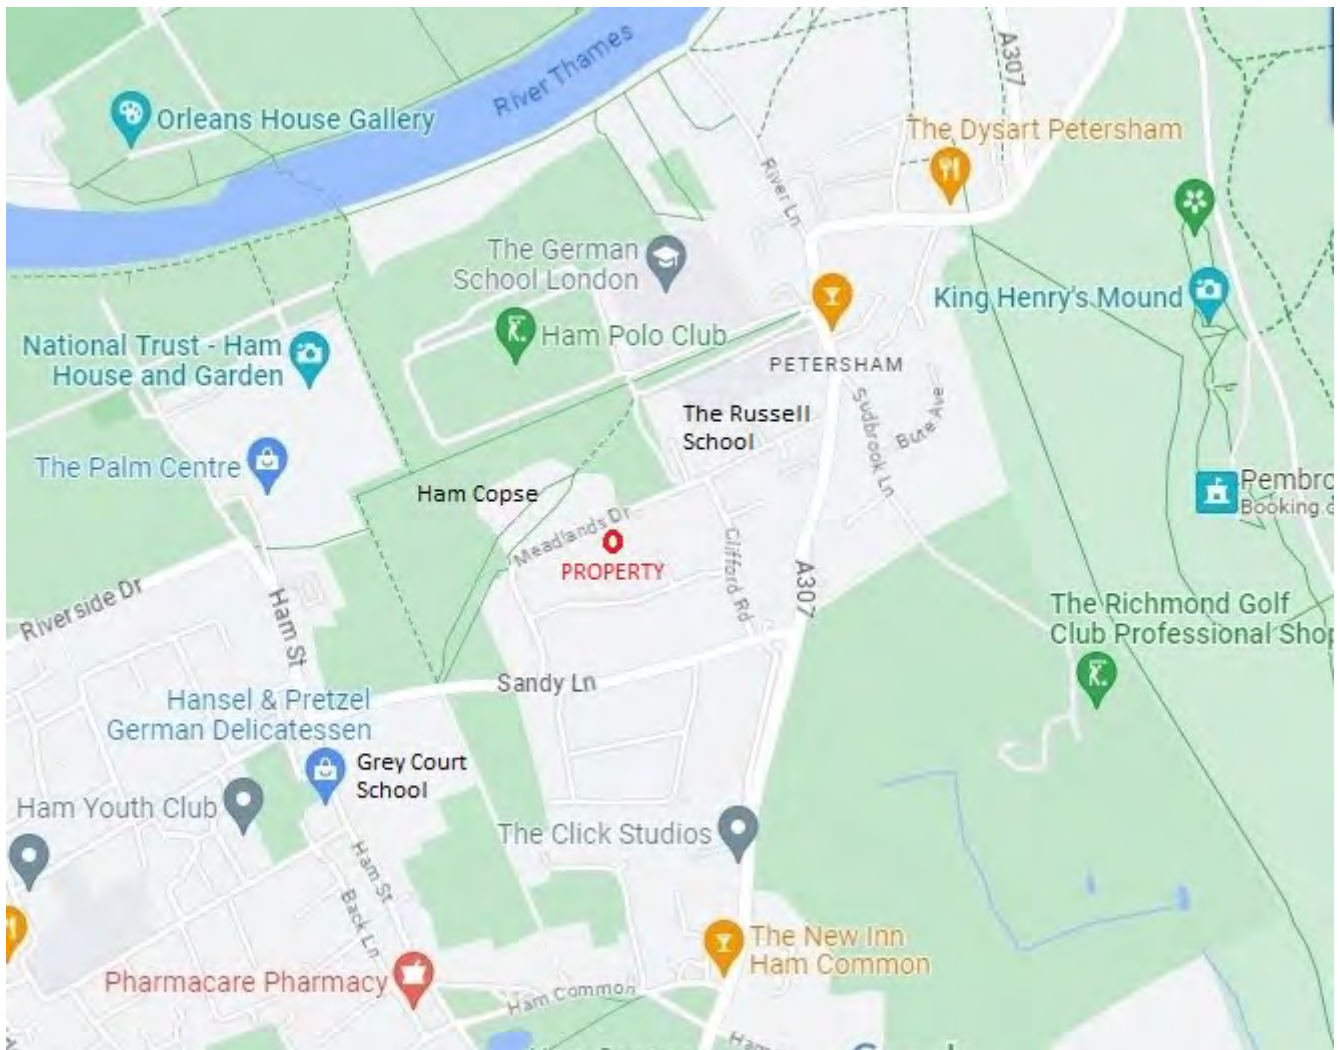 A307
River Thames
Orleans House Gallery
The Dysart Petersham
River Ln
The German
School London
King Henry's Mound
Ham Polo Club
National Trust - Ham
House and Garden
PETERSHAM
The Russell
School
Sudbrook Ln
Bute Ave
The Palm Centre
Ham Copse
Pembro
Booking.c
Meadlands Dr
PROPERTY
Clifford Rd
A307
Riverside Dr
Ham St
The Richmond Golf
Club Professional Shop
Sandy Ln
Hansel & Pretzel
German Delicatessen
Grey Court
School
Ham Youth Club
The Click Studios
Ham St
Back Ln
The New Inn
Ham Common
Pharmacare Pharmacy
Ham Common